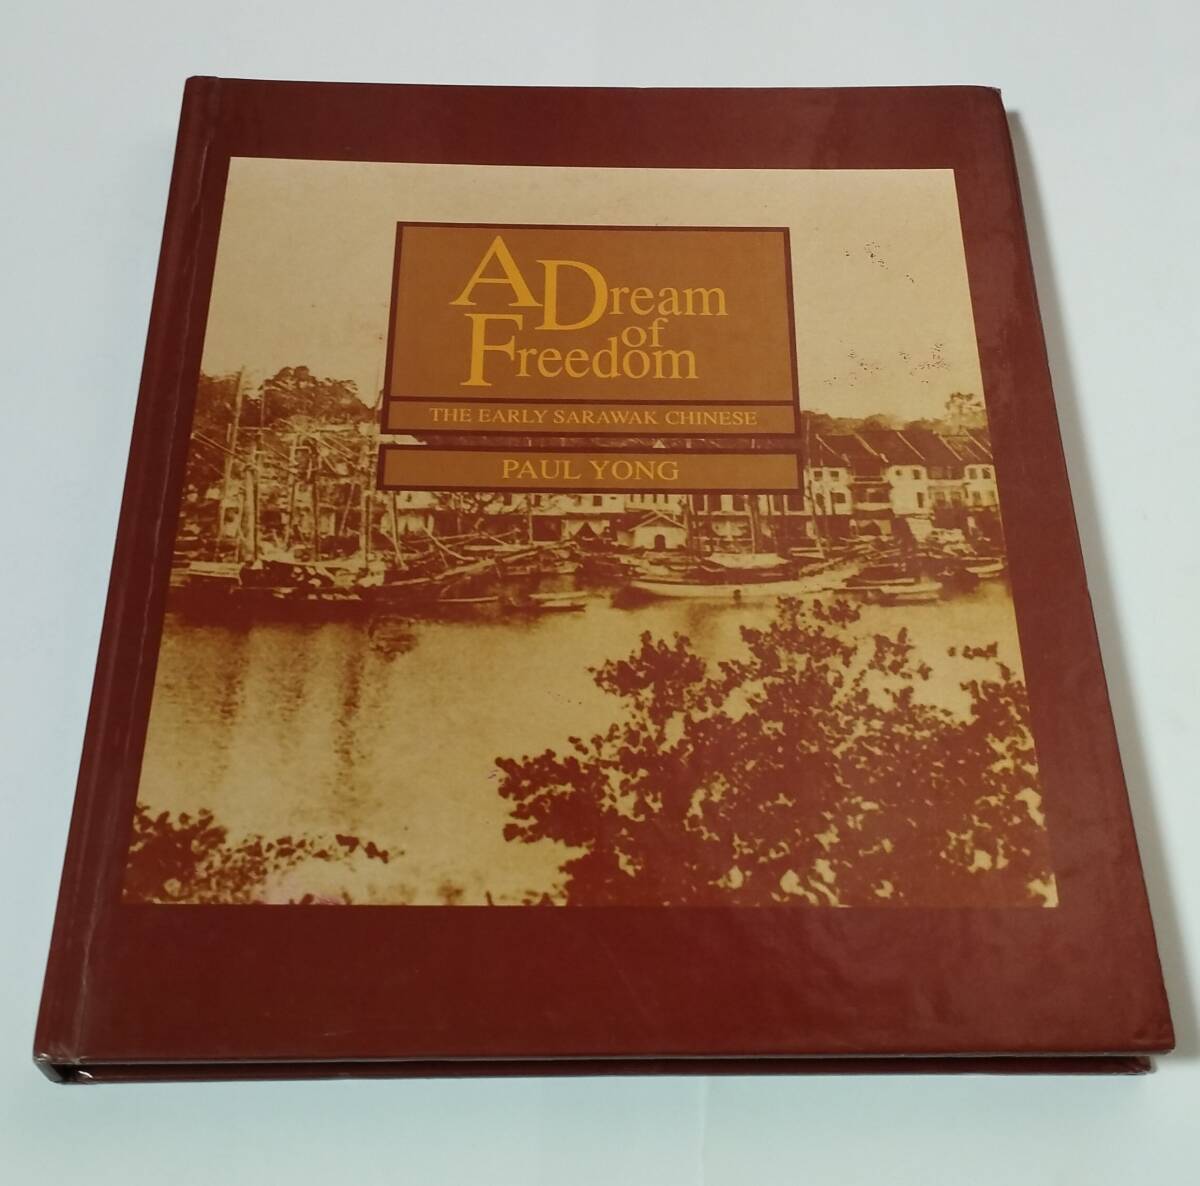 A Dream
of
Freedom
THE EARLY SARAWAK CHINESE
PAUL YONG